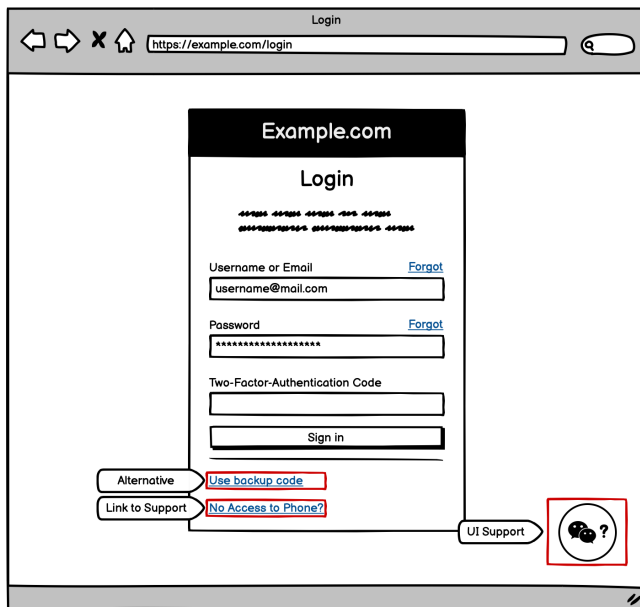 Login
https://example.com/login
Example.com
Login
Username or Email Forgot
username@mail.com
Password Forgot
*******************
Two-Factor-Authentication Code
Sign in
Alternative Use backup code
Link to Support No Access to Phone?
UI Support ?